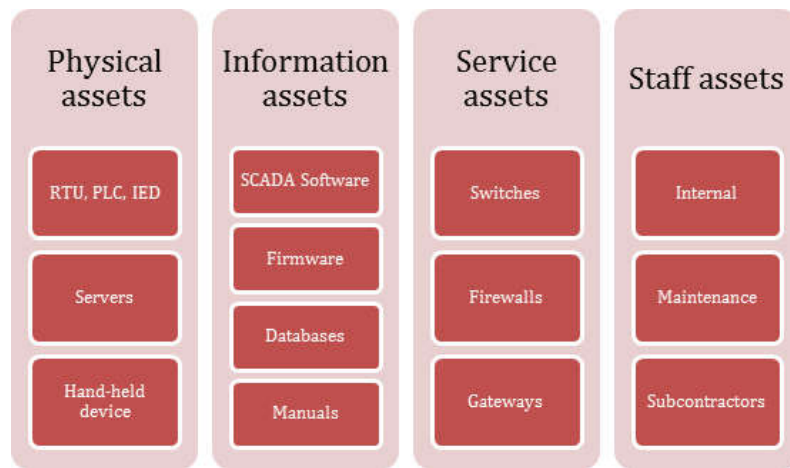 Physical
assets
RTU, PLC, IED
Servers
Hand-held
device
Information
assets
SCADA Software
Firmware
Databases
Manuals
Service
assets
Switches
Firewalls
Gateways
Staff assets
Internal
Maintenance
Subcontractors